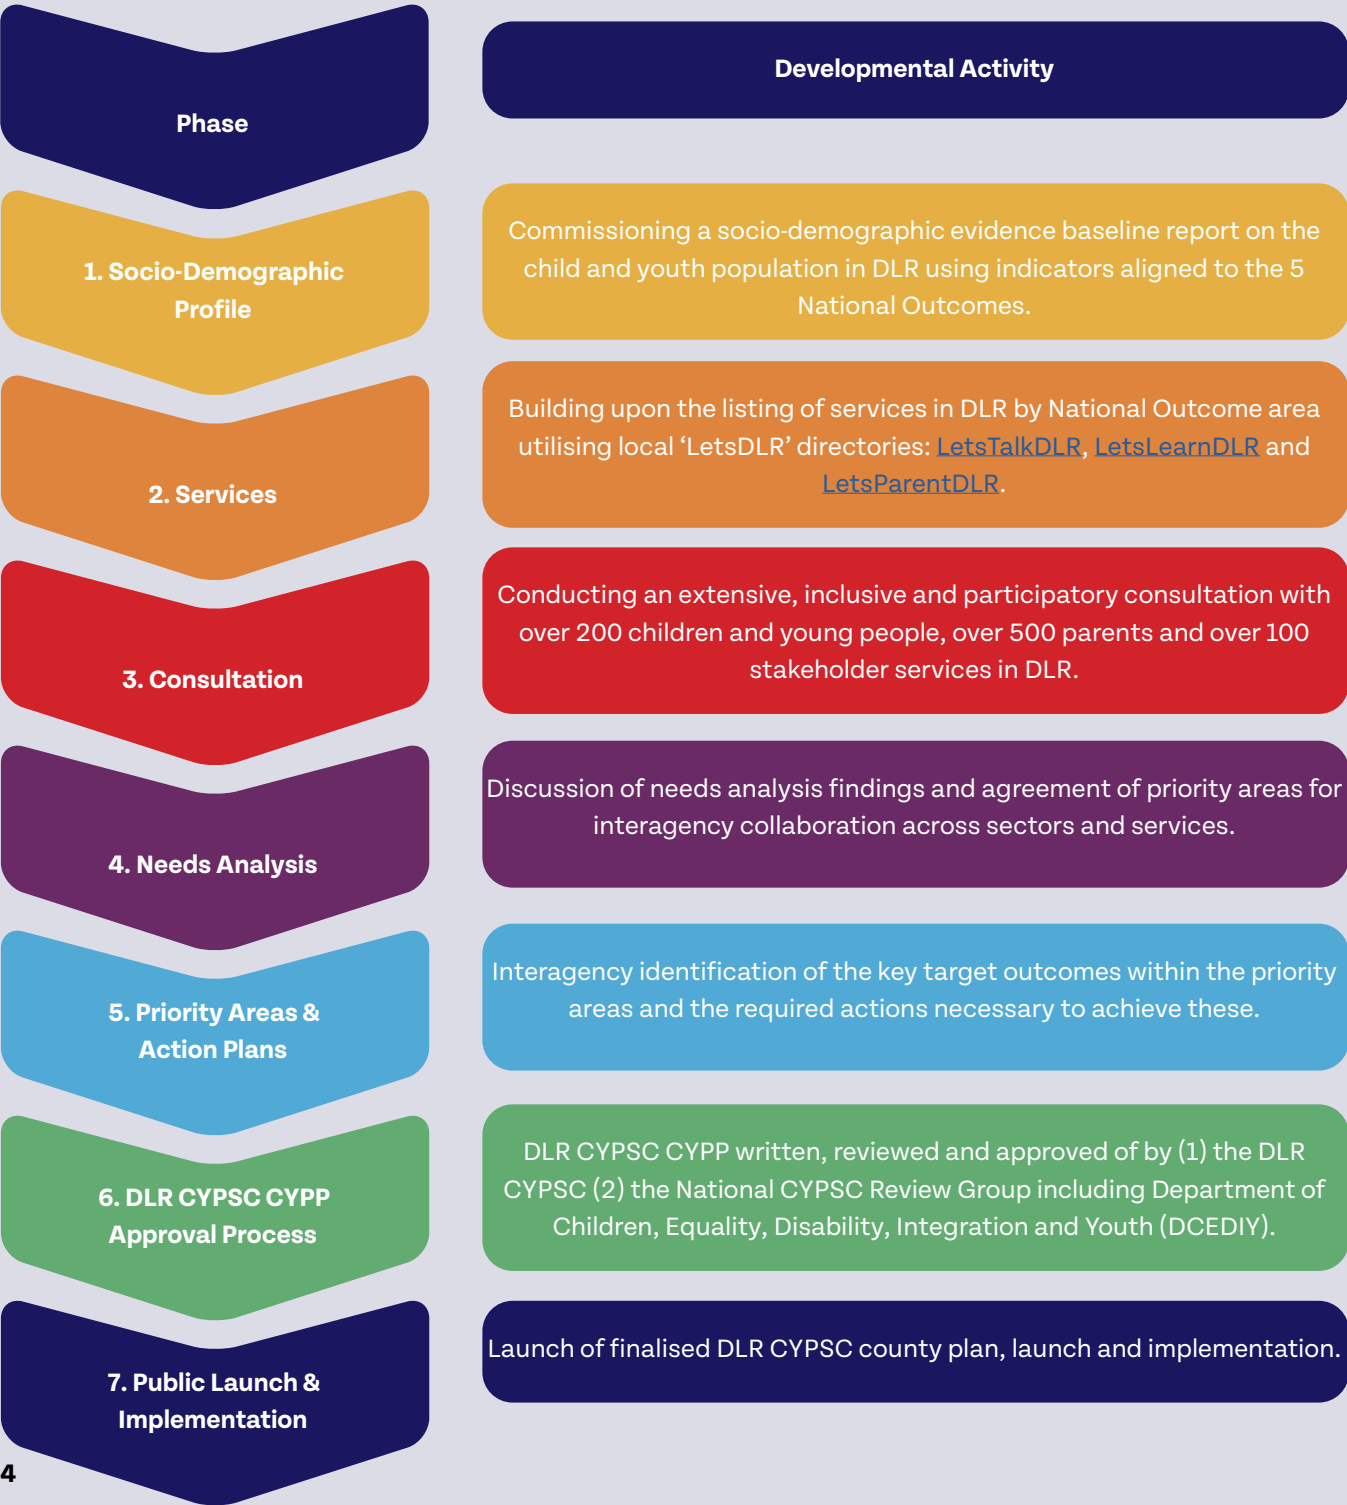 Phase
Developmental Activity
1. Socio-Demographic
Profile
Commissioning a socio-demographic evidence baseline report on the
child and youth population in DLR using indicators aligned to the 5
National Outcomes.
2. Services
Building upon the listing of services in DLR by National Outcome area
utilising local ‘LetsDLR’ directories: LetsTalkDLR, LetsLearnDLR and
LetsParentDLR.
3. Consultation
Conducting an extensive, inclusive and participatory consultation with
over 200 children and young people, over 500 parents and over 100
stakeholder services in DLR.
4. Needs Analysis
Discussion of needs analysis findings and agreement of priority areas for
interagency collaboration across sectors and services.
5. Priority Areas &
Action Plans
Interagency identification of the key target outcomes within the priority
areas and the required actions necessary to achieve these.
6. DLR CYPSC CYPP
Approval Process
DLR CYPSC CYPP written, reviewed and approved of by (1) the DLR
CYPSC (2) the National CYPSC Review Group including Department of
Children, Equality, Disability, Integration and Youth (DCEDIY).
7. Public Launch &
Implementation
Launch of finalised DLR CYPSC county plan, launch and implementation.
4